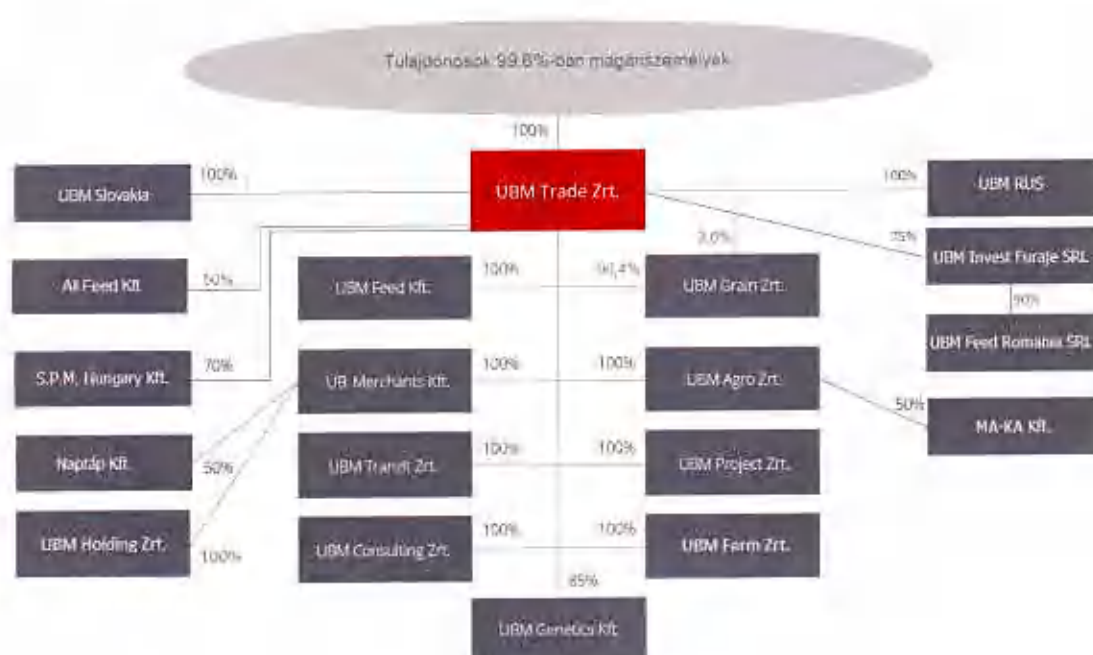 Tulajdonosok 99.6%-ban magánszemélyek
100%
UBM Slovakia
100%
UBM Trade Zrt.
100%
UBM RUS
75%
UBM Invest Furaje SRL
All Feed Kft
50%
UBM Feed Kft.
100%
90,4%
UBM Grain Zrt.
90%
UBM Feed Romania SRL
S.P.M. Hungary Kft.
70%
UB. Merchants Kft.
100%
100%
UBM Agro Zrt.
50%
MA-KA Kft.
Naptáp Kft.
50%
UBM Tranzit Zrt.
100%
100%
UBM Project Zrt.
UBM Holding Zrt.
100%
UBM Consulting Zrt.
100%
100%
UBM Farm Zrt.
85%
UBM Genetics Kft